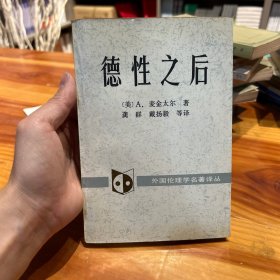 德性之后
〔美〕A. 麦金太尔 著
龚 群 戴扬毅 等译
外国伦理学名著译丛